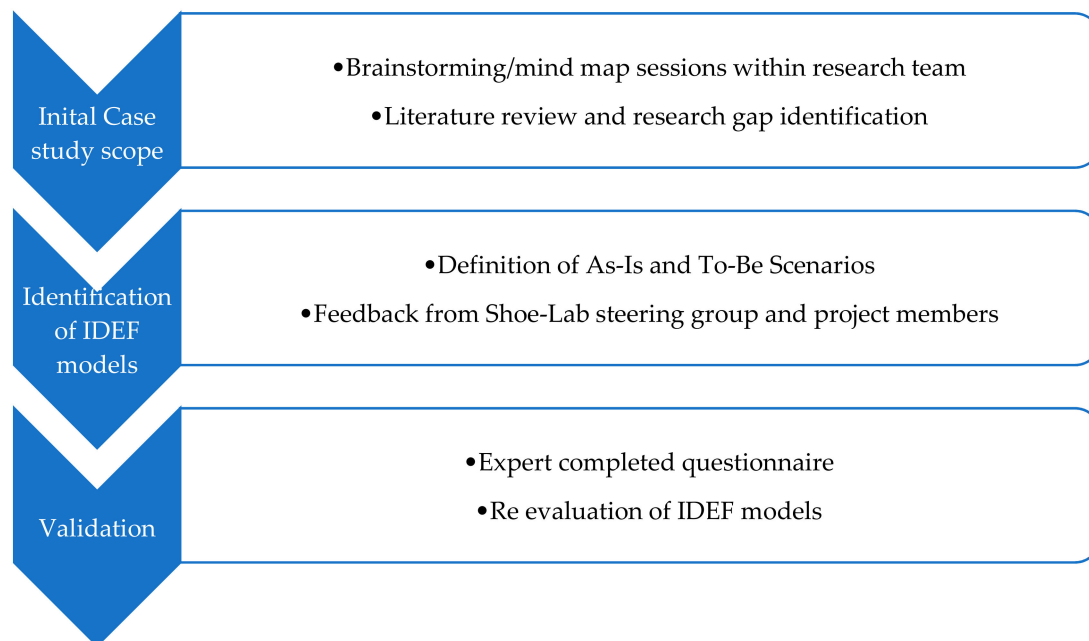 Inital Case
study scope
•Brainstorming/mind map sessions within research team
•Literature review and research gap identification
Identification
of IDEF
models
•Definition of As-Is and To-Be Scenarios
•Feedback from Shoe-Lab steering group and project members
Validation
•Expert completed questionnaire
•Re evaluation of IDEF models